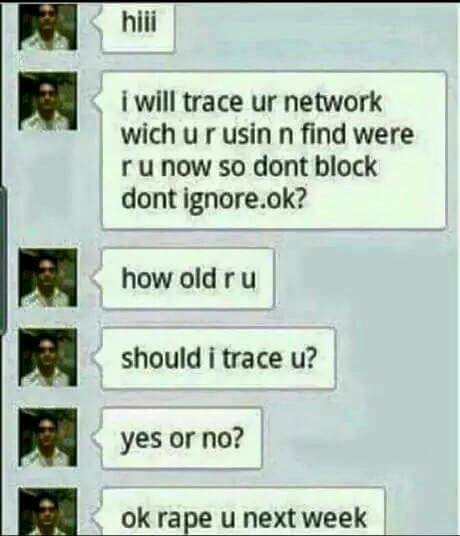 hiii
i will trace ur network
wich u r usin n find were
r u now so dont block
dont ignore.ok?
how old r u
should i trace u?
yes or no?
ok rape u next week